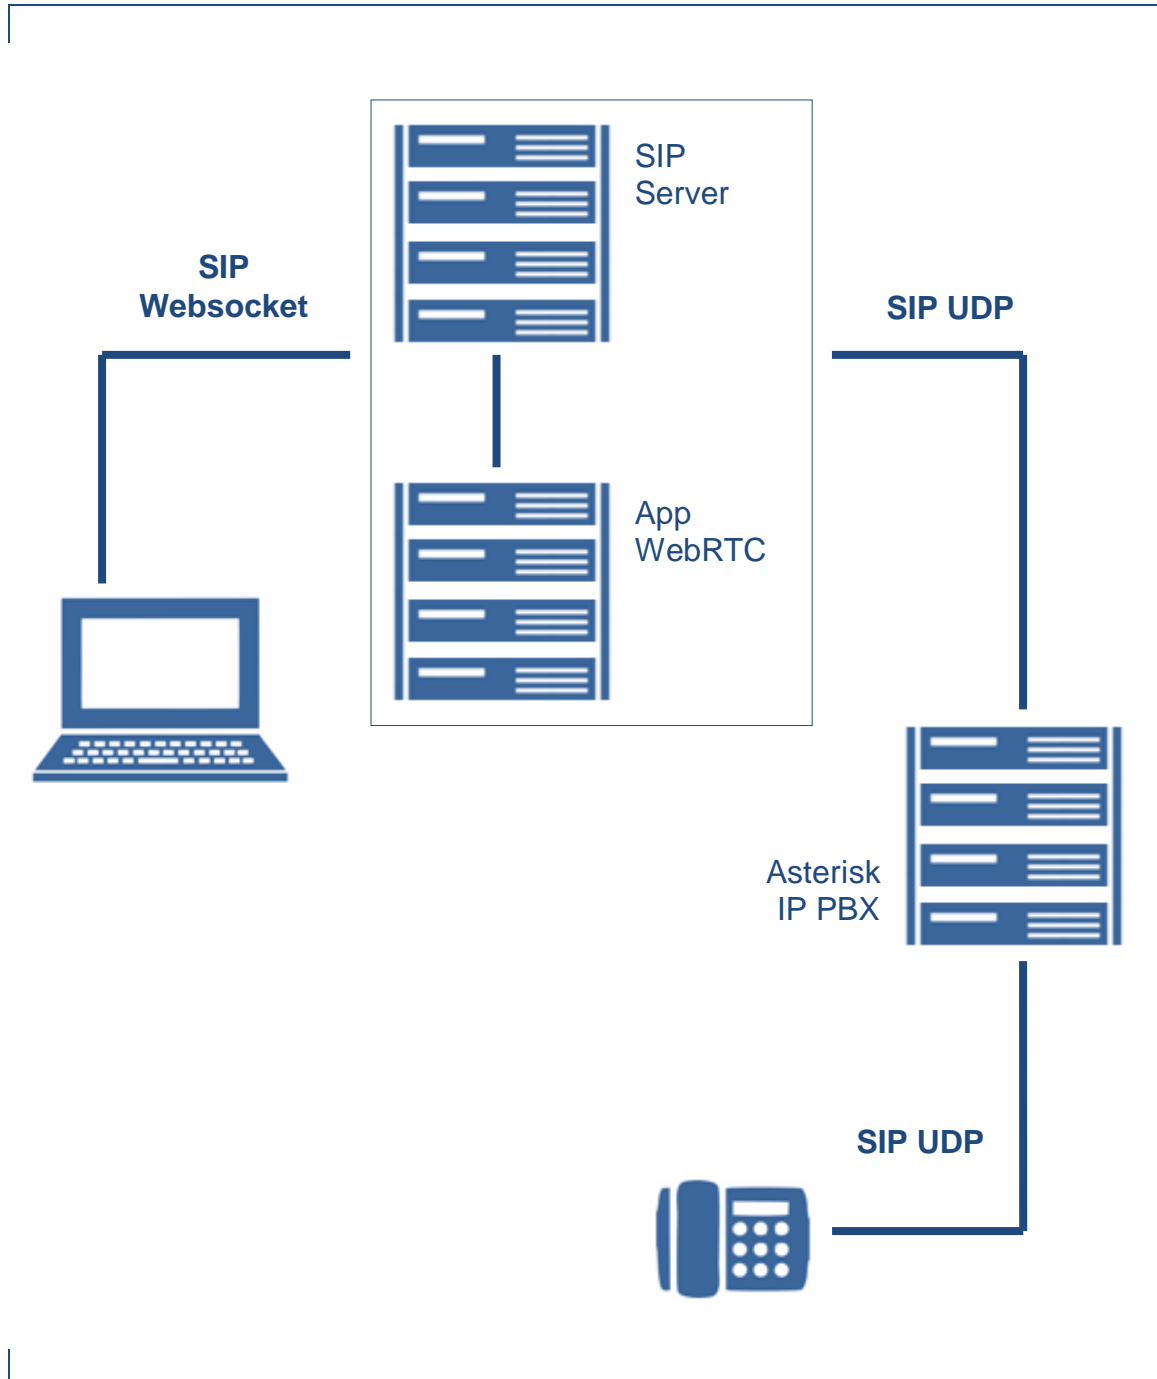 SIP
Server
SIP
Websocket
SIP UDP
App
WebRTC
Asterisk
IP PBX
SIP UDP